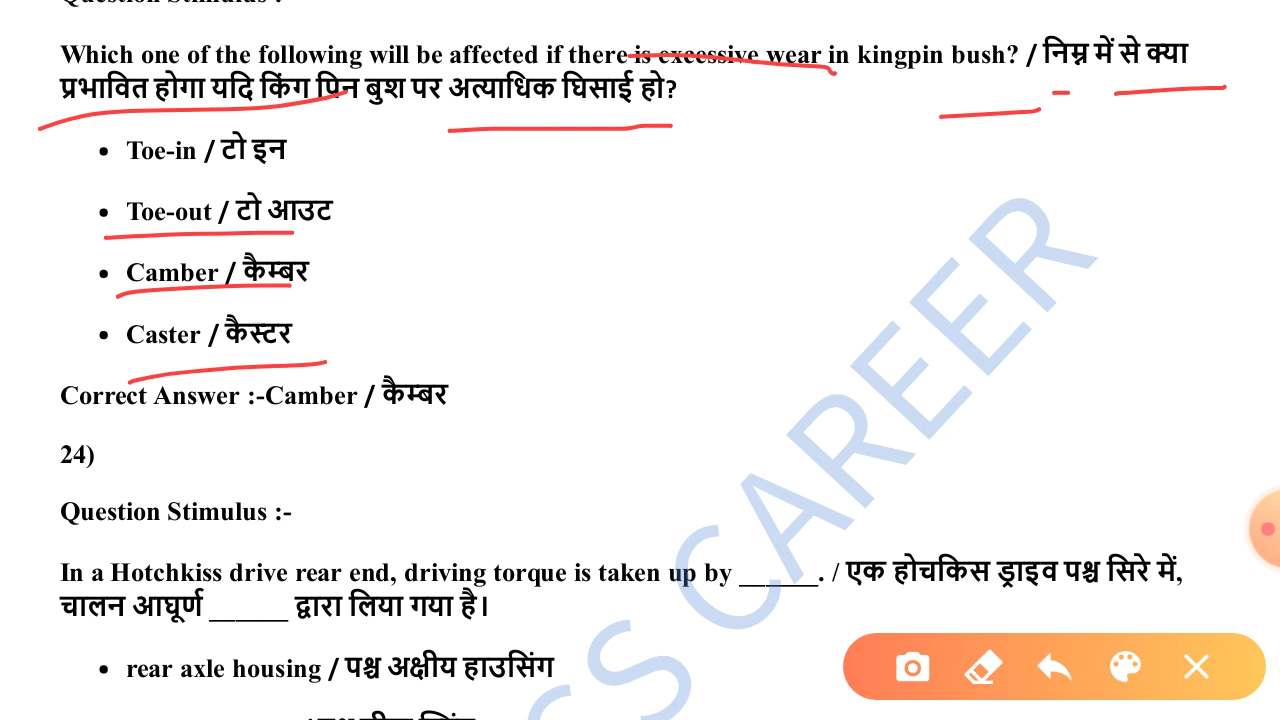 Question Stimulus :-
Which one of the following will be affected if there is excessive wear in kingpin bush? / निम्न में से क्या
प्रभावित होगा यदि किंग पिन बुश पर अत्याधिक घिसाई हो?
• Toe-in / टो इन
• Toe-out / टो आउट
• Camber / कैम्बर
• Caster / कैस्टर
Correct Answer :-Camber / कैम्बर
24)
Question Stimulus :-
In a Hotchkiss drive rear end, driving torque is taken up by ______. / एक होचकिस ड्राइव पश्च सिरे में,
चालन आघूर्ण ______ द्वारा लिया गया है।
• rear axle housing / पश्च अक्षीय हाउसिंग
S CAREER